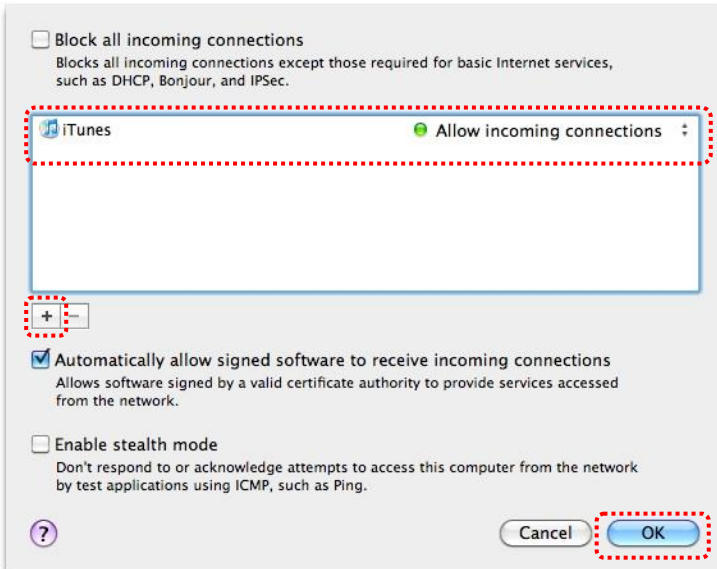 Block all incoming connections
Blocks all incoming connections except those required for basic Internet services,
such as DHCP, Bonjour, and IPSec.
iTunes Allow incoming connections
+ −
Automatically allow signed software to receive incoming connections
Allows software signed by a valid certificate authority to provide services accessed
from the network.
Enable stealth mode
Don't respond to or acknowledge attempts to access this computer from the network
by test applications using ICMP, such as Ping.
? Cancel OK